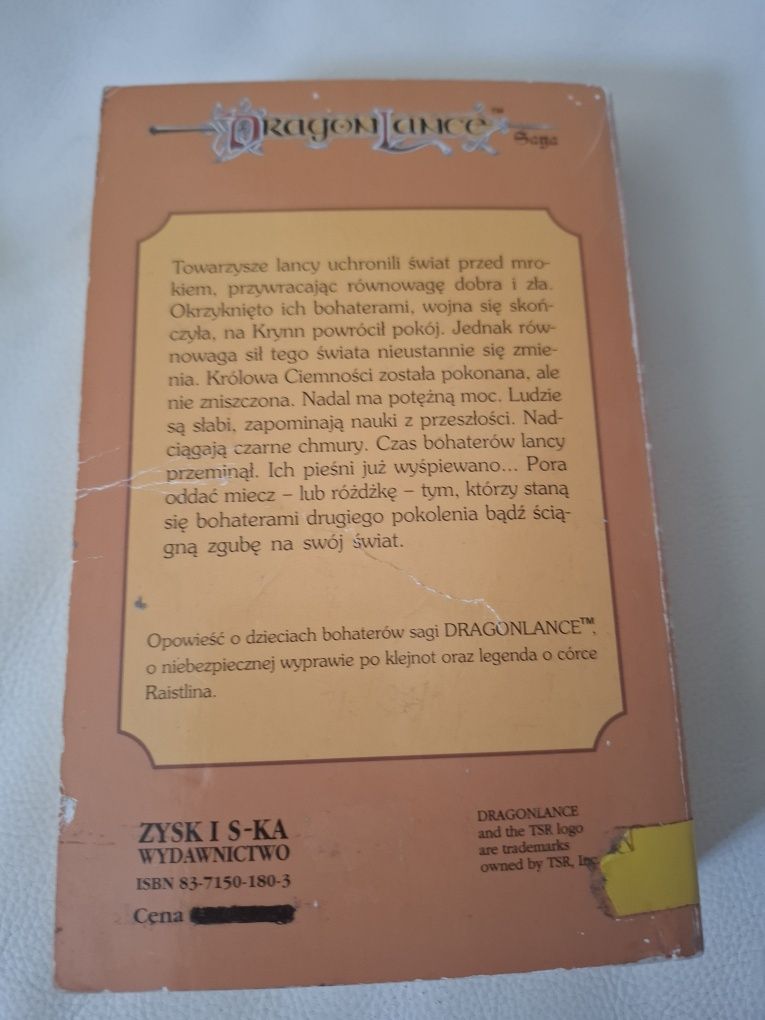 DRAGONLANCE™
Saga
Towarzysze lancy uchronili świat przed mro-
kiem, przywracając równowagę dobra i zła.
Okrzyknięto ich bohaterami, wojna się skoń-
czyła, na Krynn powrócił pokój. Jednak rów-
nowaga sił tego świata nieustannie się zmie-
nia. Królowa Ciemności została pokonana, ale
nie zniszczona. Nadal ma potężną moc. Ludzie
są słabi, zapominają nauki z przeszłości. Nad-
ciągają czarne chmury. Czas bohaterów lancy
przeminął. Ich pieśni już wyśpiewano... Pora
oddać miecz – lub różdżkę – tym, którzy staną
się bohaterami drugiego pokolenia bądź ścią-
gną zgubę na swój świat.
Opowieść o dzieciach bohaterów sagi DRAGONLANCE™,
o niebezpiecznej wyprawie po klejnot oraz legenda o córce
Raistlina.
ZYSK I S-KA
WYDAWNICTWO
ISBN 83-7150-180-3
Cena
DRAGONLANCE
and the TSR logo
are trademarks
owned by TSR, Inc